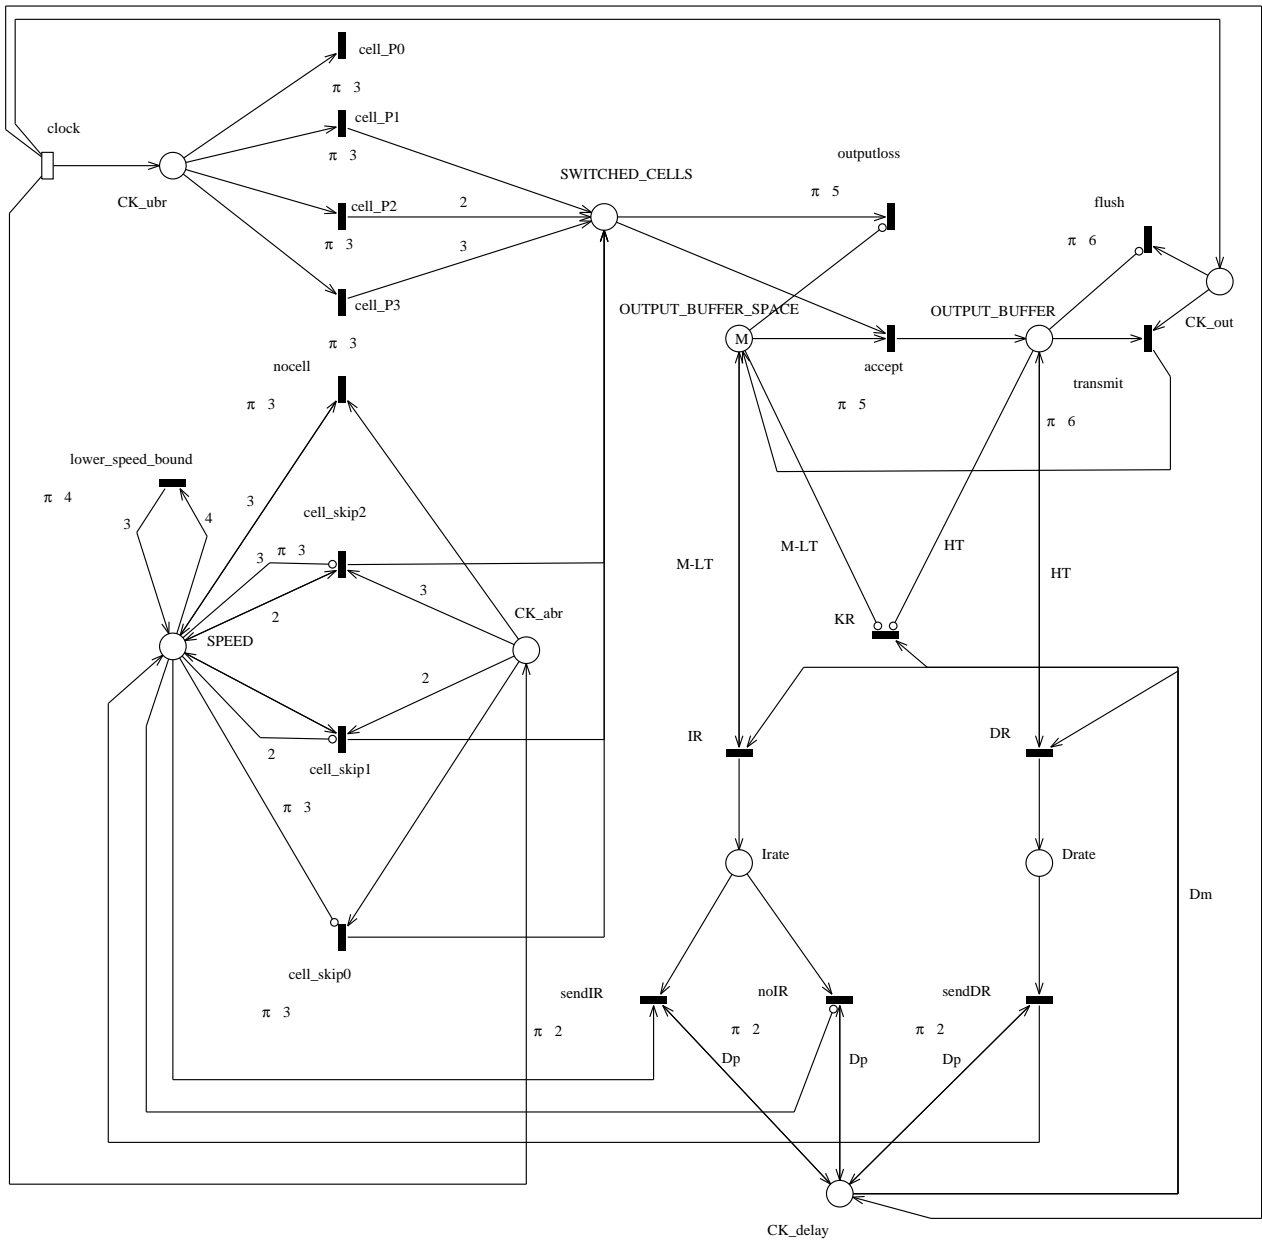 cell_P0
π 3
clock
cell_P1
π 3
outputloss
SWITCHED_CELLS
π 5
CK_ubr
cell_P2
2
flush
π 3
π 6
3
cell_P3
OUTPUT_BUFFER_SPACE
OUTPUT_BUFFER
CK_out
π 3
M
nocell
accept
transmit
π 3
π 5
π 6
lower_speed_bound
π 4
3
4
3
cell_skip2
3
π 3
M-LT
M-LT
HT
HT
2
3
CK_abr
KR
SPEED
2
IR
DR
2
cell_skip1
π 3
Irate
Drate
Dm
cell_skip0
π 3
sendIR
noIR
sendDR
π 2
π 2
π 2
Dp
Dp
Dp
CK_delay